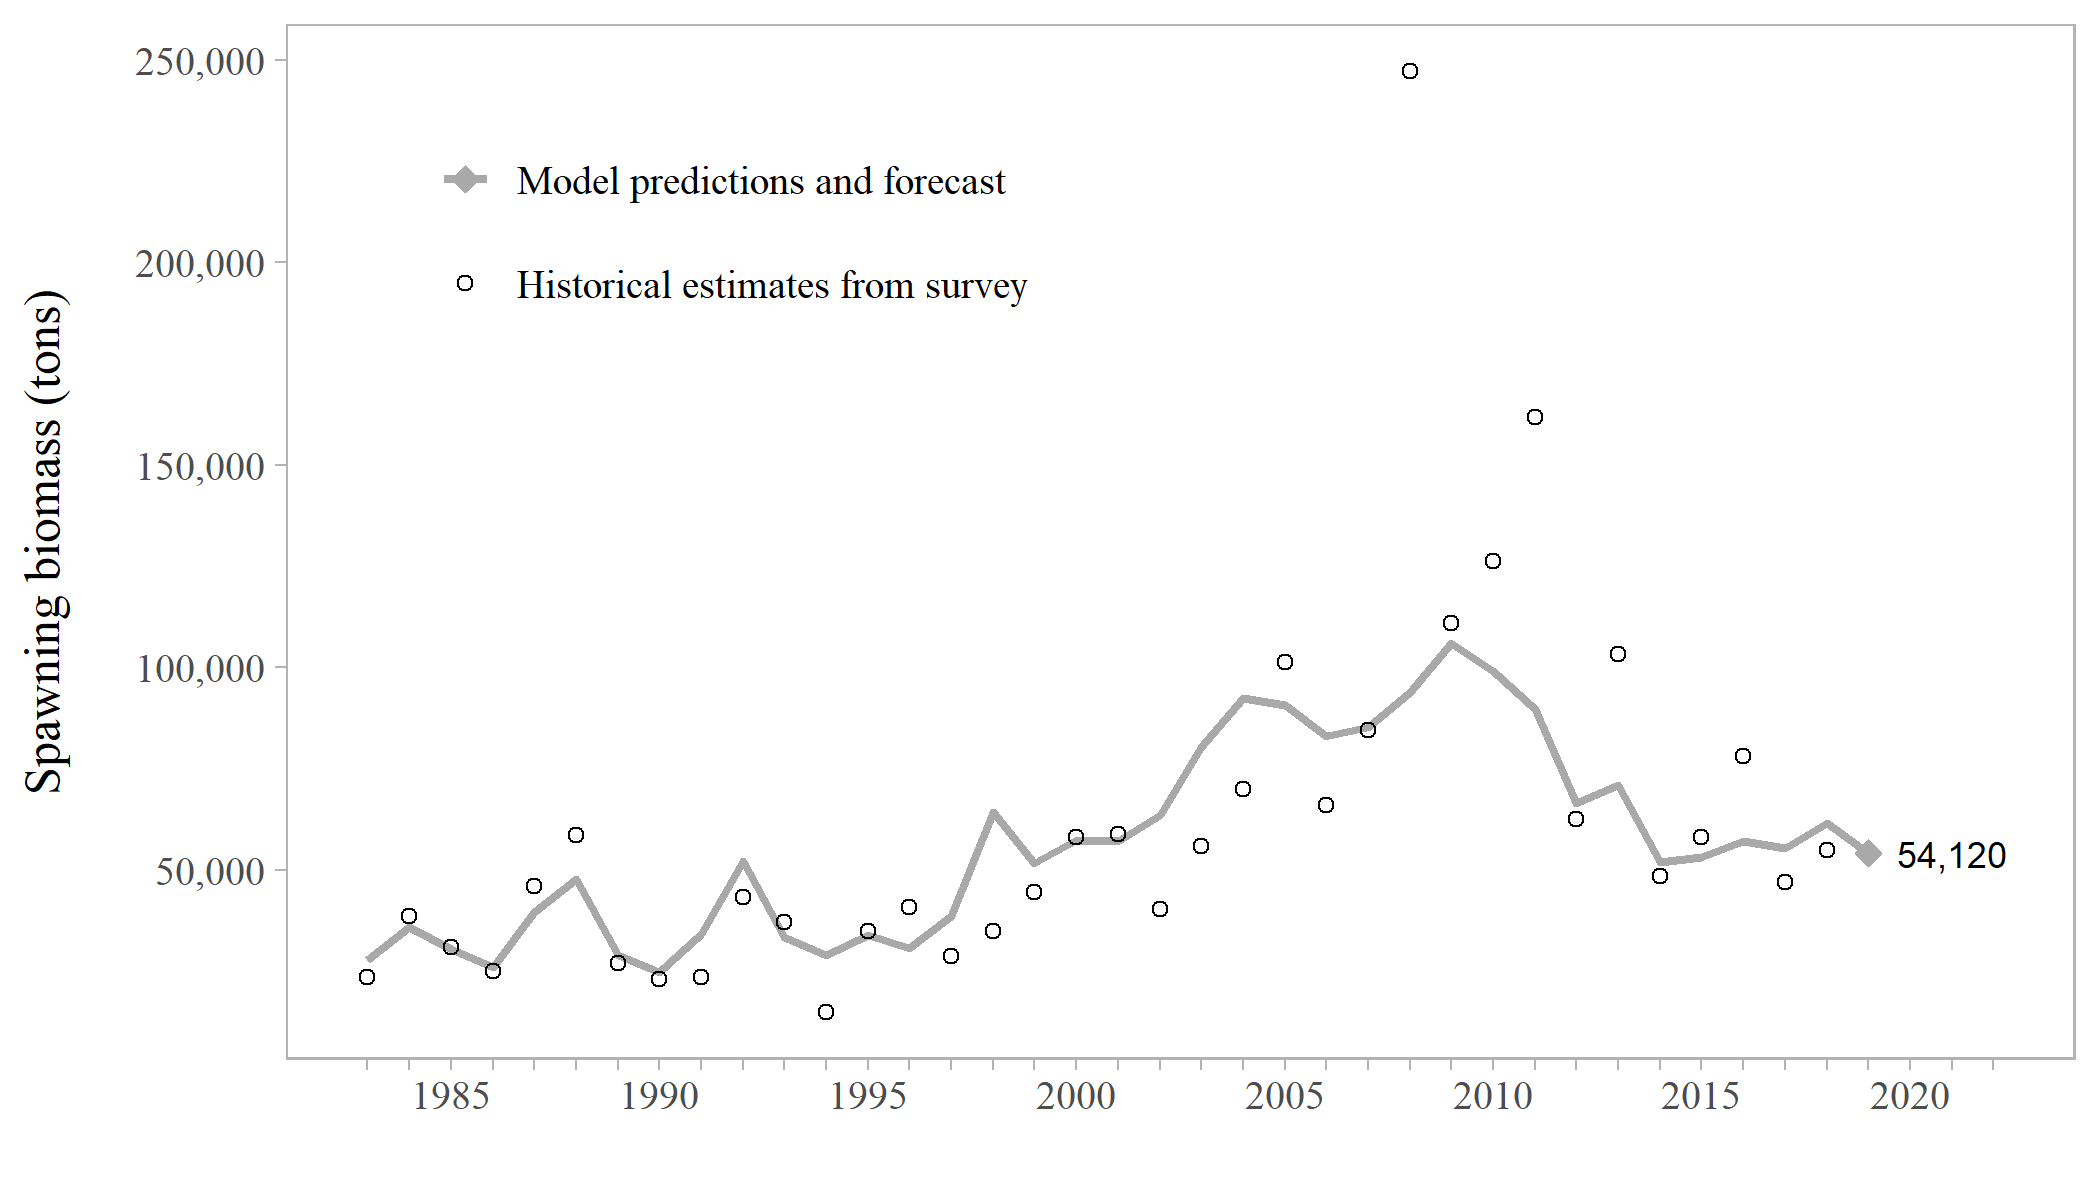 Spawning biomass (tons)
250,000
200,000
150,000
100,000
50,000
Model predictions and forecast
Historical estimates from survey
54,120
1985 1990 1995 2000 2005 2010 2015 2020